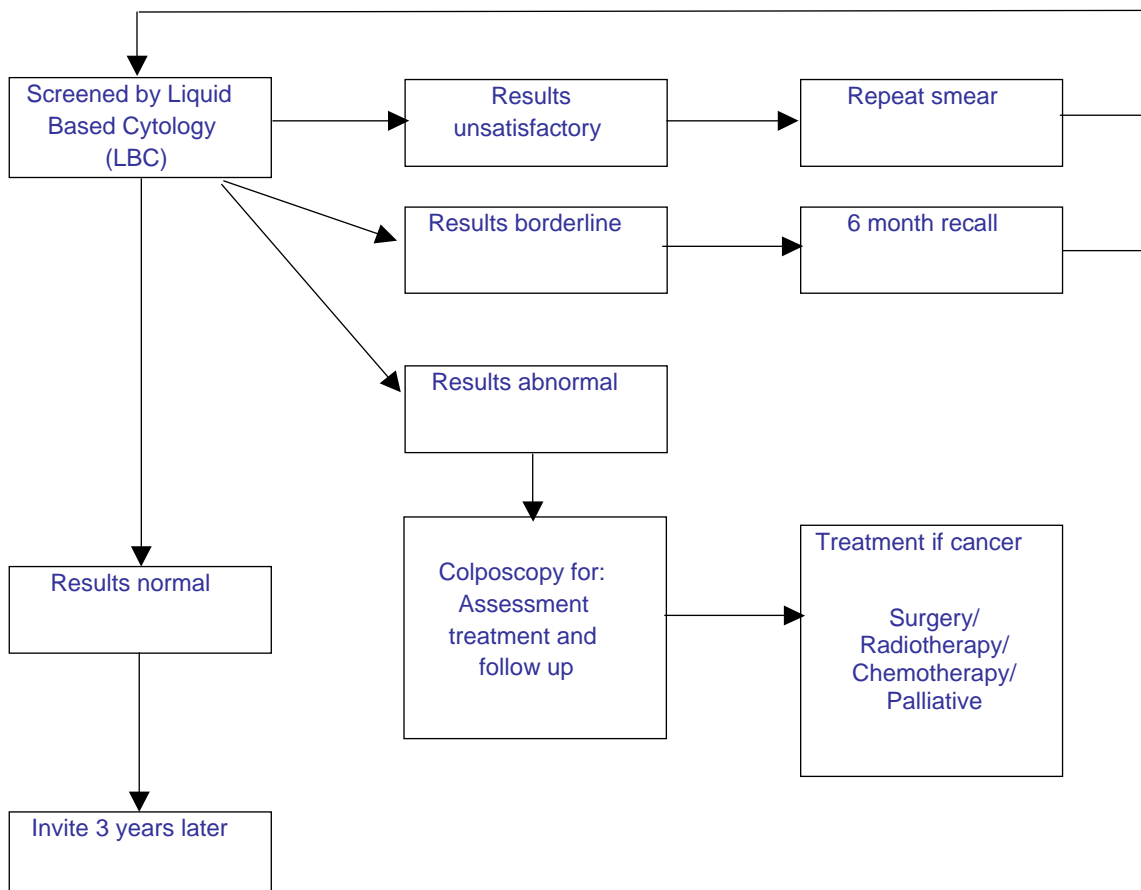 Screened by Liquid
Based Cytology
(LBC)
Results
unsatisfactory
Repeat smear
Results borderline
6 month recall
Results abnormal
Colposcopy for:
Assessment
treatment and
follow up
Treatment if cancer
Surgery/
Radiotherapy/
Chemotherapy/
Palliative
Results normal
Invite 3 years later